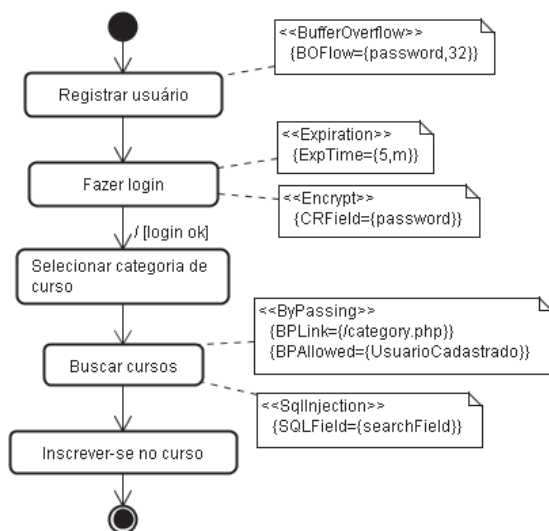 <<BufferOverflow>>
{BOFlow={password,32}}
Registrar usuário
<<Expiration>>
{ExpTime={5,m}}
Fazer login
<<Encrypt>>
{CRField={password}}
/ [login ok]
Selecionar categoria de
curso
<<ByPassing>>
{BPLink={/category.php}}
{BPAllowed={UsuarioCadastrado}}
Buscar cursos
<<SqlInjection>>
{SQLField={searchField}}
Inscrever-se no curso